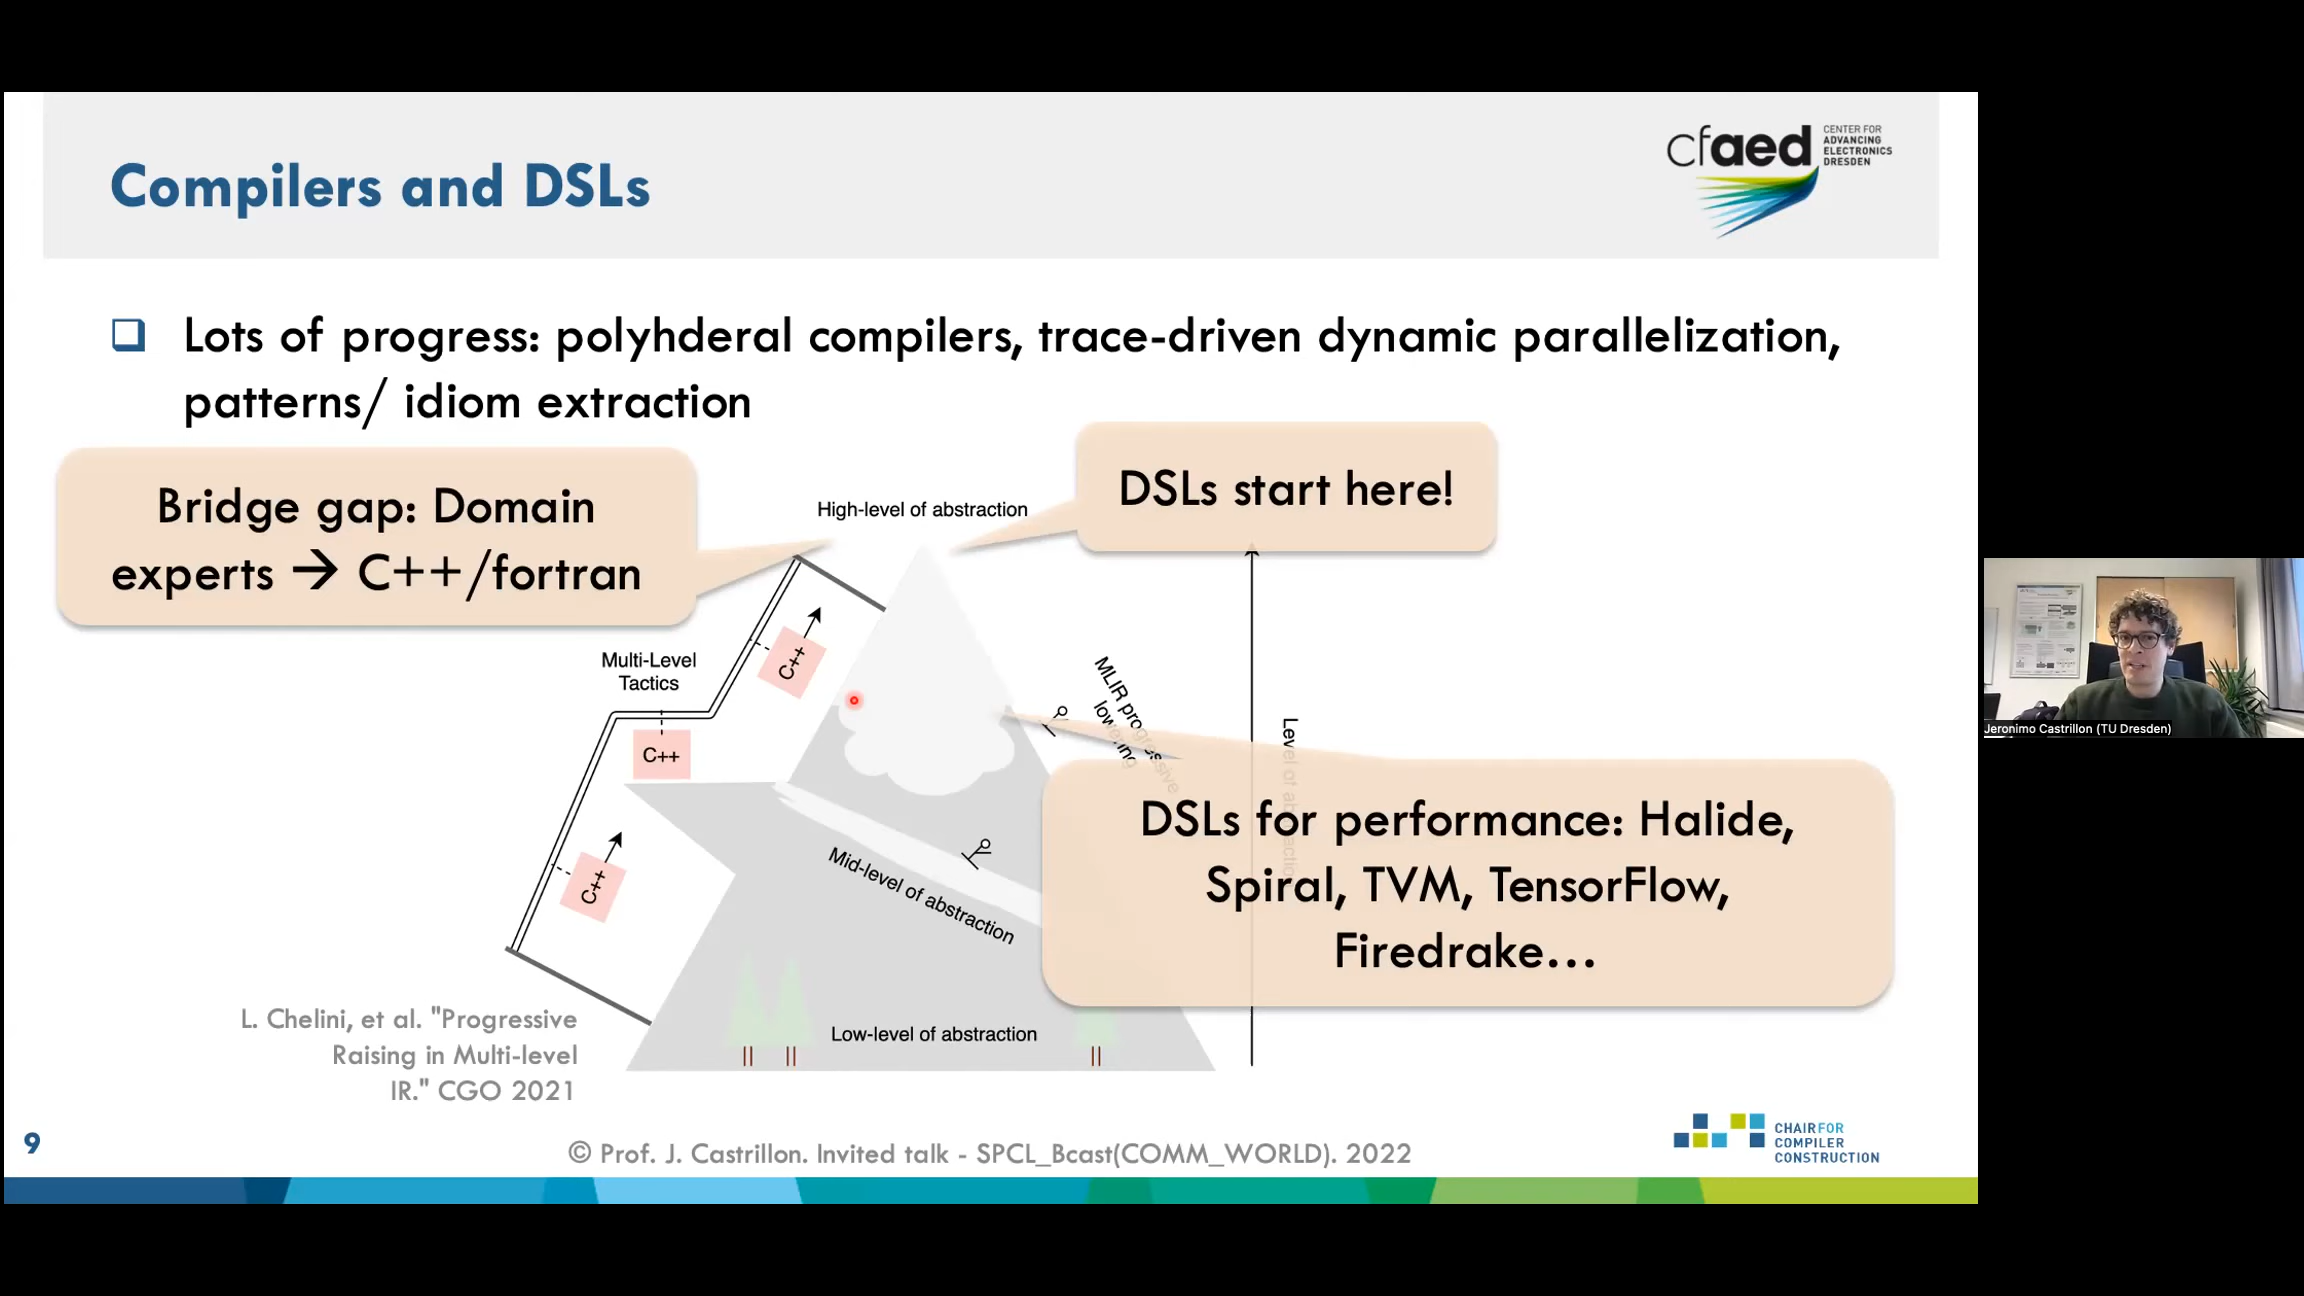 Compilers and DSLs
cfaed
CENTER FOR
ADVANCING
ELECTRONICS
DRESDEN
Lots of progress: polyhderal compilers, trace-driven dynamic parallelization,
patterns/ idiom extraction
Bridge gap: Domain
experts → C++/fortran
DSLs start here!
High-level of abstraction
Multi-Level
Tactics
C++
C++
C++
MLIR progressive
lowering
Level of abstraction
Mid-level of abstraction
Low-level of abstraction
DSLs for performance: Halide,
Spiral, TVM, TensorFlow,
Firedrake...
L. Chelini, et al. "Progressive
Raising in Multi-level
IR." CGO 2021
9
© Prof. J. Castrillon. Invited talk - SPCL_Bcast(COMM_WORLD). 2022
CHAIR FOR
COMPILER
CONSTRUCTION
Jeronimo Castrillon (TU Dresden)